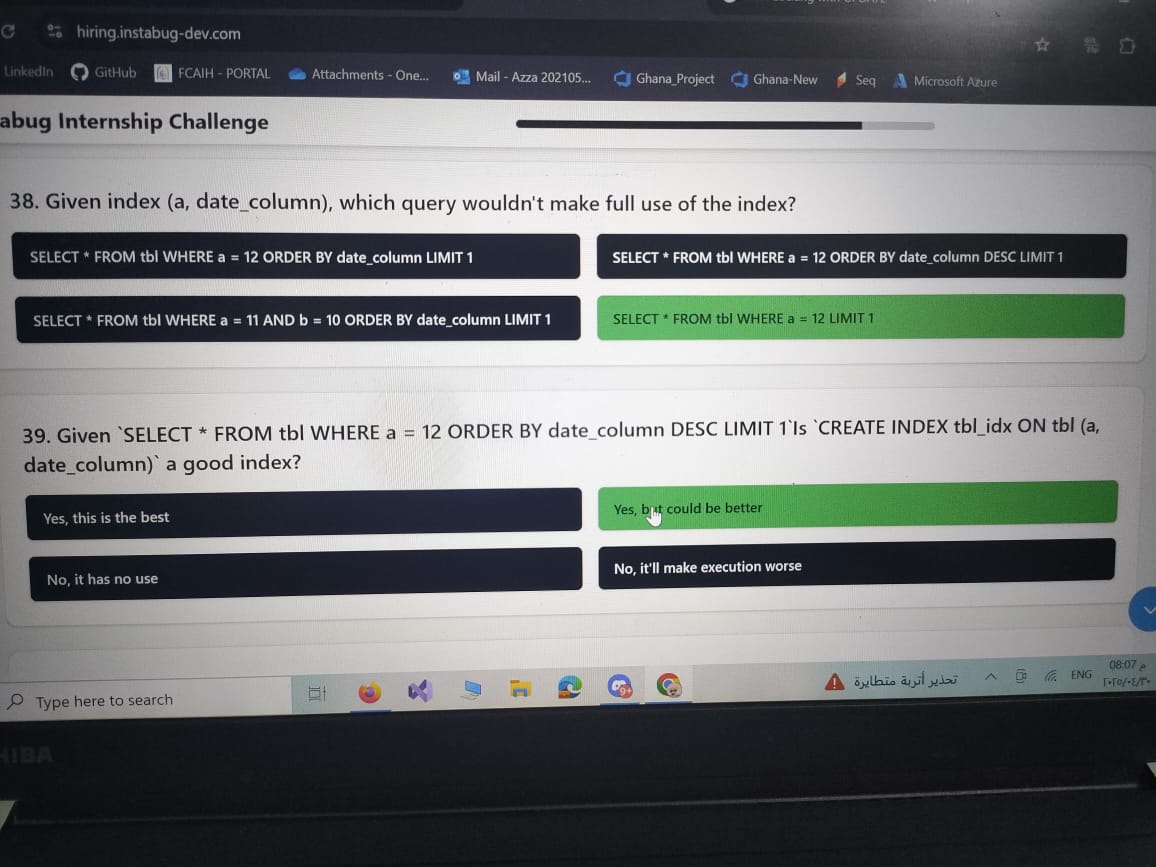 hiring.instabug-dev.com
LinkedIn GitHub FCAIH - PORTAL Attachments - One... Mail - Azza 202105... Ghana_Project Ghana-New Seq Microsoft Azure
abug Internship Challenge
38. Given index (a, date_column), which query wouldn't make full use of the index?
SELECT * FROM tbl WHERE a = 12 ORDER BY date_column LIMIT 1
SELECT * FROM tbl WHERE a = 12 ORDER BY date_column DESC LIMIT 1
SELECT * FROM tbl WHERE a = 11 AND b = 10 ORDER BY date_column LIMIT 1
SELECT * FROM tbl WHERE a = 12 LIMIT 1
39. Given `SELECT * FROM tbl WHERE a = 12 ORDER BY date_column DESC LIMIT 1`Is `CREATE INDEX tbl_idx ON tbl (a,
date_column)` a good index?
Yes, this is the best
Yes, but could be better
No, it has no use
No, it'll make execution worse
Type here to search
9+
تحذير أتربة متطايرة
ENG
08:07 م
٢٠٢٥/٠٤/٣٠
HIBA